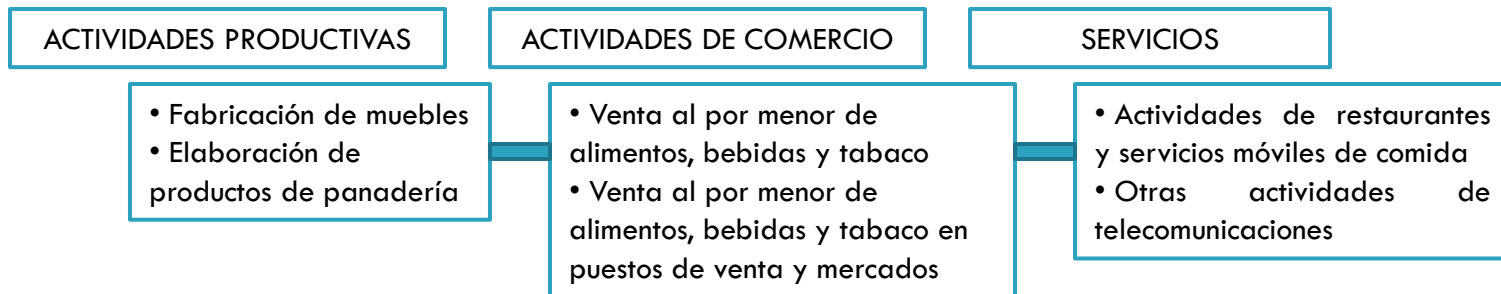 ACTIVIDADES PRODUCTIVAS
ACTIVIDADES DE COMERCIO
SERVICIOS
• Fabricación de muebles
• Elaboración de
productos de panadería
• Venta al por menor de
alimentos, bebidas y tabaco
• Venta al por menor de
alimentos, bebidas y tabaco en
puestos de venta y mercados
• Actividades de restaurantes
y servicios móviles de comida
• Otras actividades de
telecomunicaciones